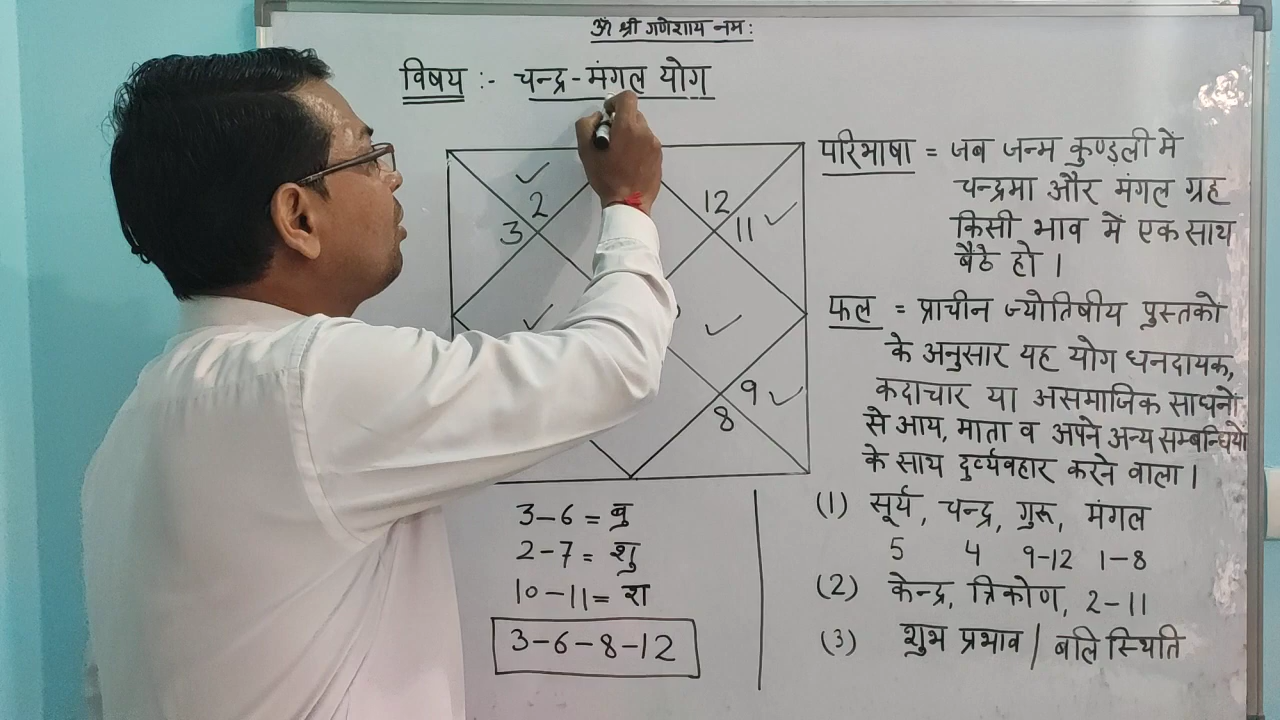 ॐ श्री गणेशाय नमः
विषय :- चन्द्र-मंगल योग
2
3
12
11
9
8
परिभाषा = जब जन्म कुण्डली में
चन्द्रमा और मंगल ग्रह
किसी भाव में एक साथ
बैठे हो ।
फल = प्राचीन ज्योतिषीय पुस्तको
के अनुसार यह योग धनदायक,
कदाचार या असमाजिक साधनो
से आय, माता व अपने अन्य सम्बन्धियो
के साथ दुर्व्यवहार करने वाला ।
(1) सूर्य, चन्द्र, गुरू, मंगल
5 4 9-12 1-8
(2) केन्द्र, त्रिकोण, 2-11
(3) शुभ प्रभाव / बलि स्थिति
3-6 = बु
2-7 = शु
10-11 = श
3-6-8-12